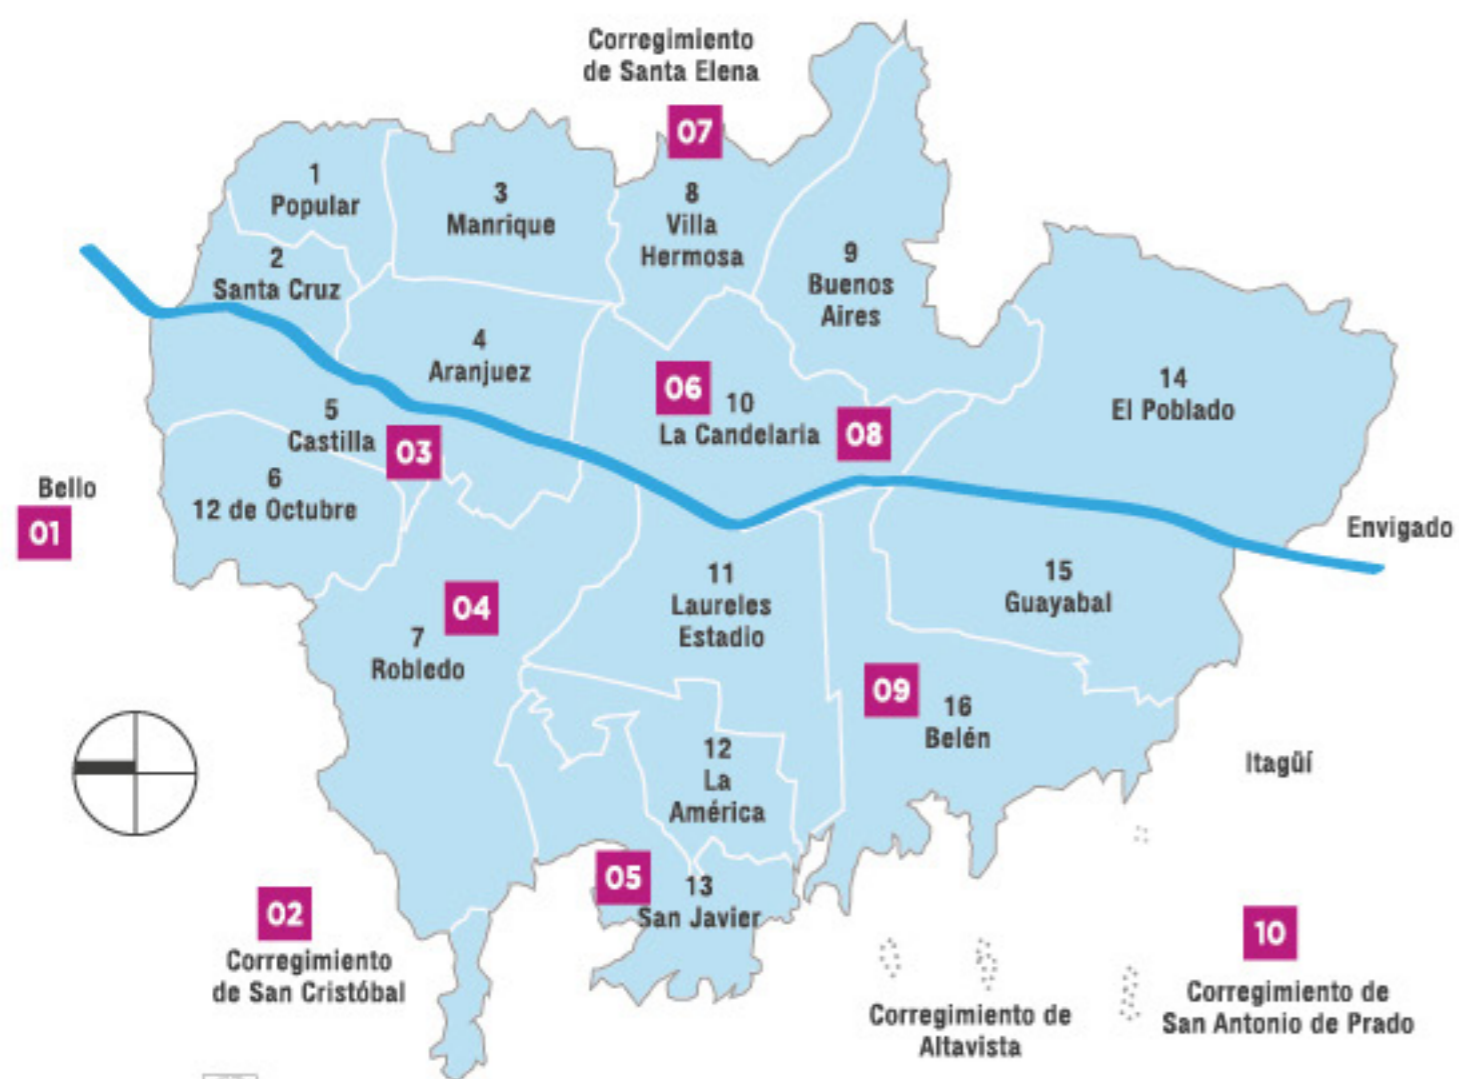 Corregimiento
de Santa Elena
07
1
Popular
3
Manrique
8
Villa
Hermosa
2
Santa Cruz
9
Buenos
Aires
4
Aranjuez
06
10
La Candelaria
08
14
El Poblado
5
Castilla
03
6
12 de Octubre
Bello
01
Envigado
11
Laureles
Estadio
15
Guayabal
04
7
Robledo
09
16
Belén
12
La
América
Itagüí
05
13
San Javier
02
Corregimiento
de San Cristóbal
10
Corregimiento de
San Antonio de Prado
Corregimiento de
Altavista